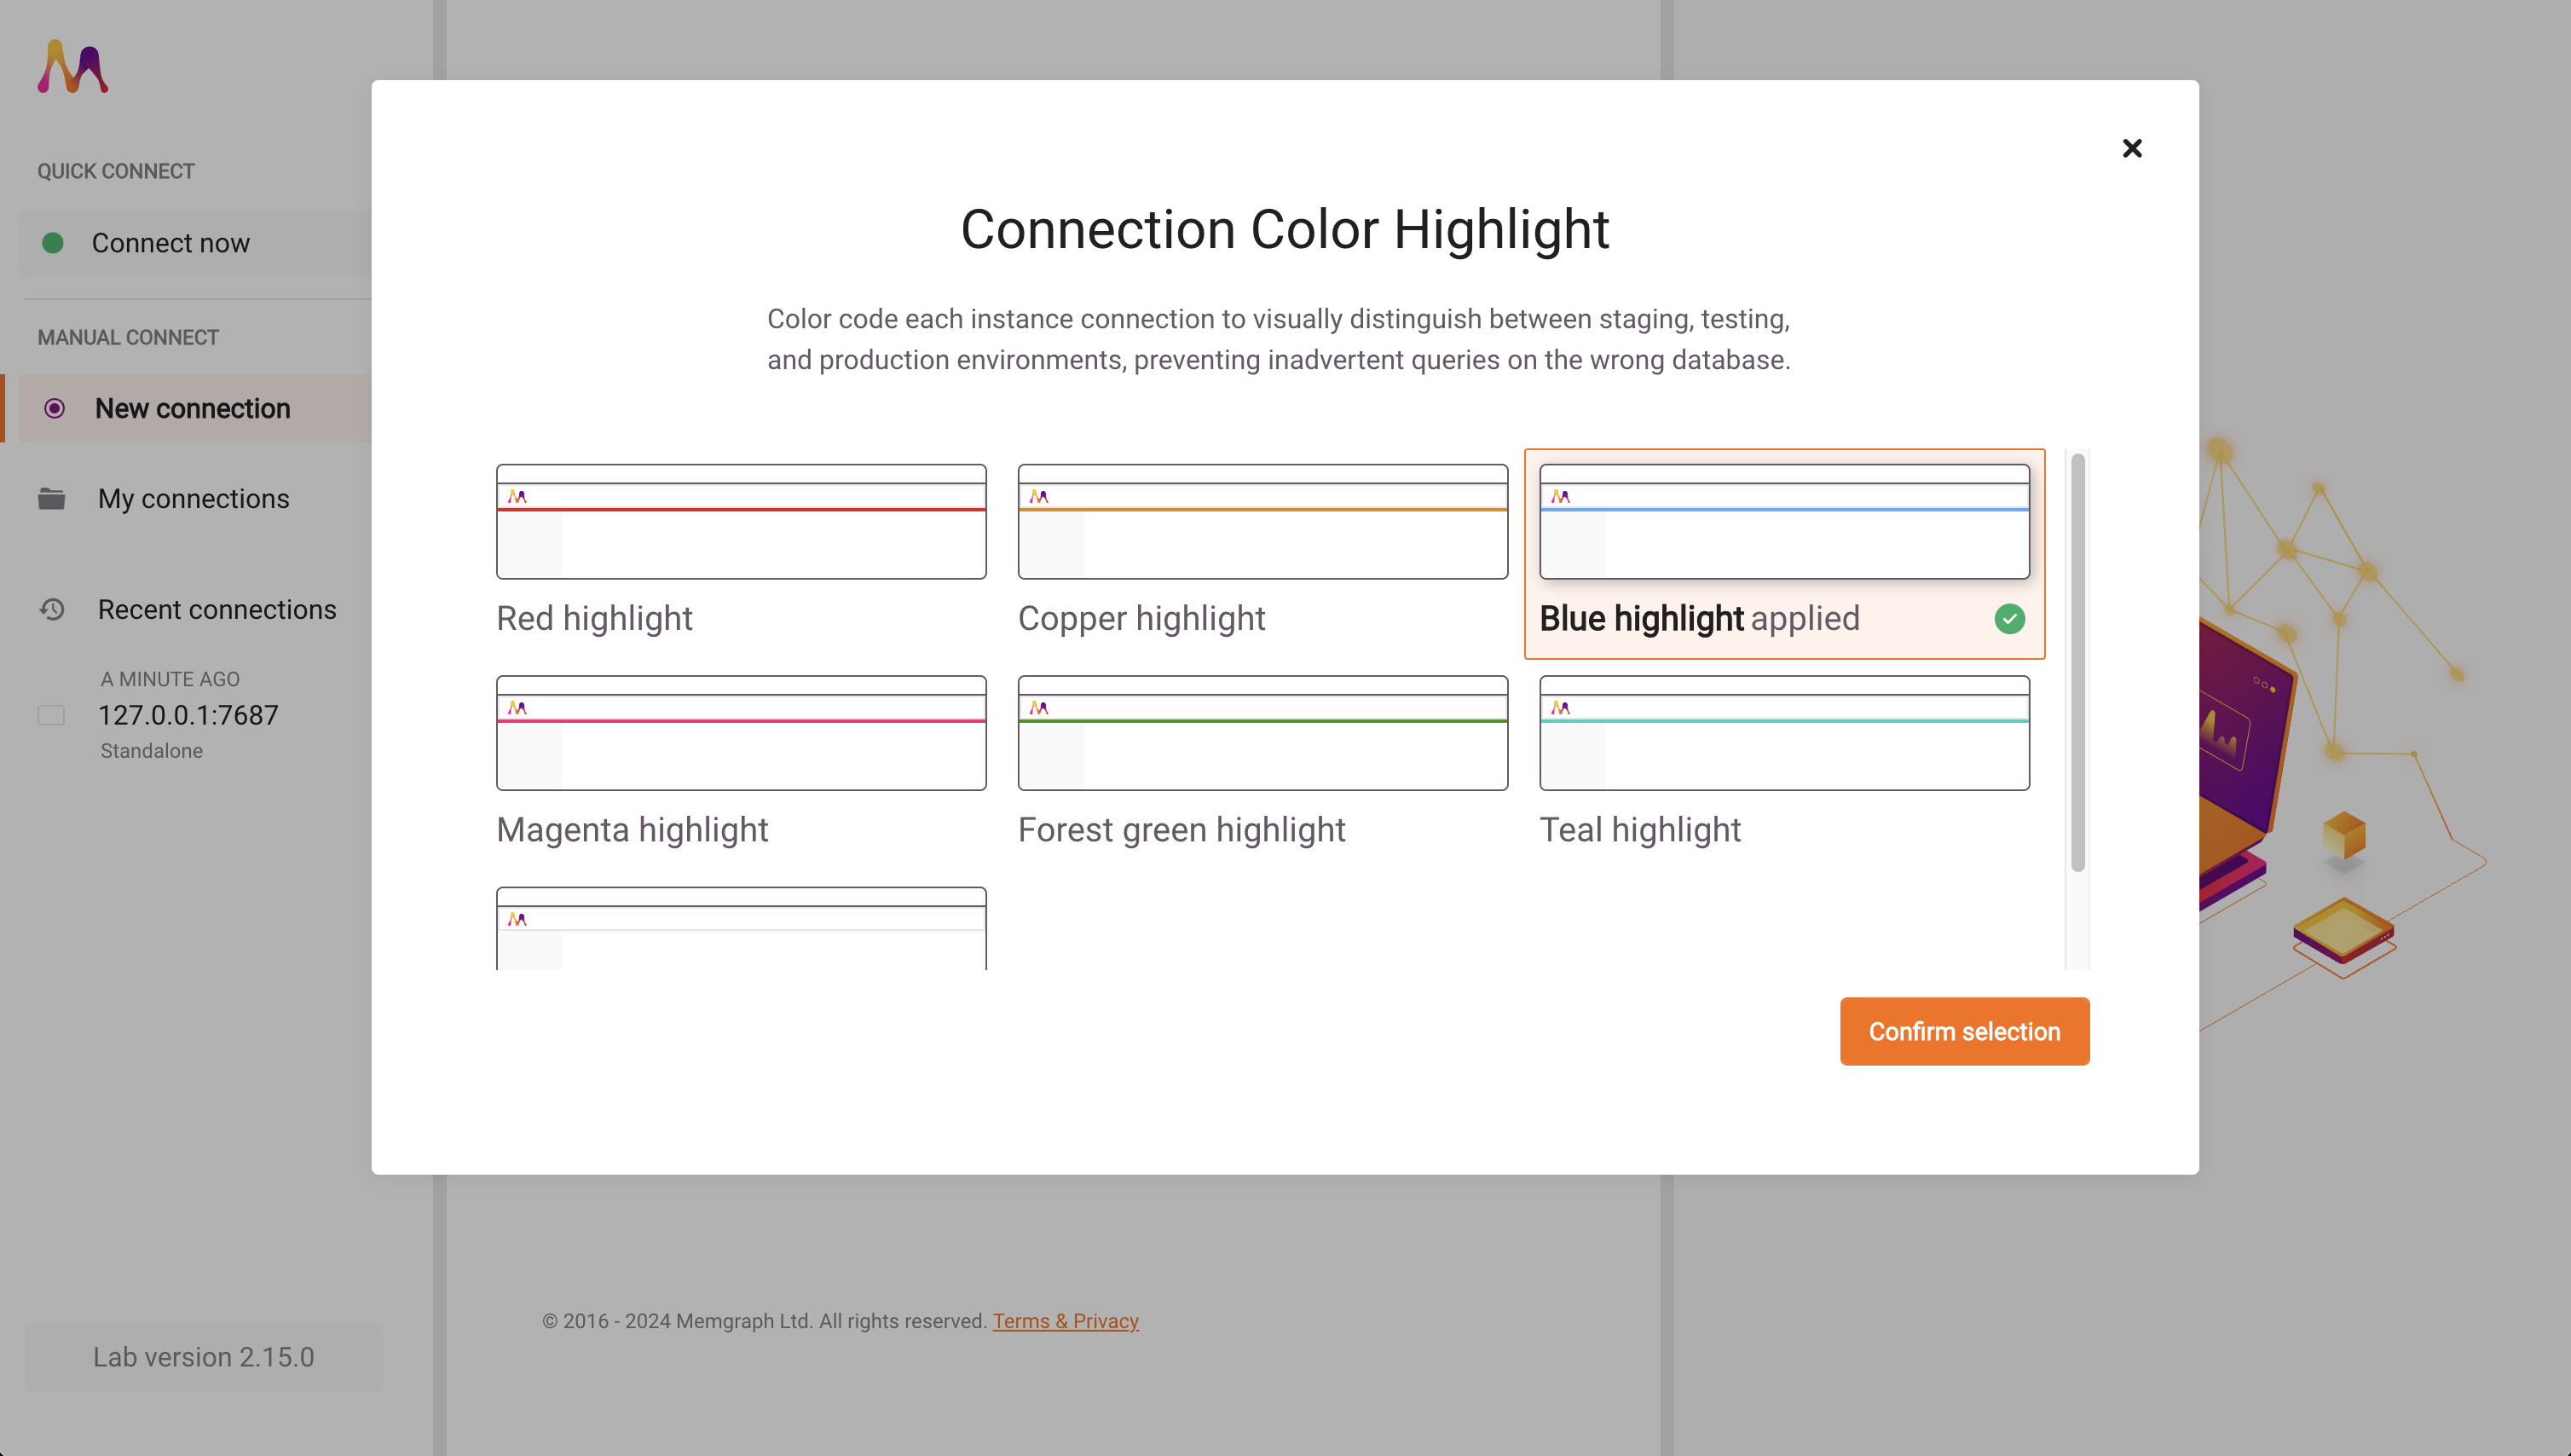 QUICK CONNECT
Connect now
MANUAL CONNECT
New connection
My connections
Recent connections
A MINUTE AGO
127.0.0.1:7687
Standalone
Lab version 2.15.0
Connection Color Highlight
Color code each instance connection to visually distinguish between staging, testing,
and production environments, preventing inadvertent queries on the wrong database.
Red highlight
Copper highlight
Blue highlight applied
Magenta highlight
Forest green highlight
Teal highlight
Confirm selection
© 2016 - 2024 Memgraph Ltd. All rights reserved. Terms & Privacy